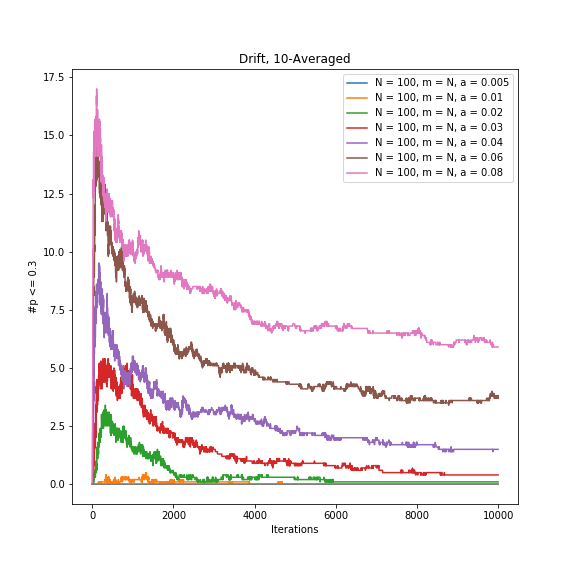 Drift, 10-Averaged
N = 100, m = N, a = 0.005
N = 100, m = N, a = 0.01
N = 100, m = N, a = 0.02
N = 100, m = N, a = 0.03
N = 100, m = N, a = 0.04
N = 100, m = N, a = 0.06
N = 100, m = N, a = 0.08
#p <= 0.3
17.5
15.0
12.5
10.0
7.5
5.0
2.5
0.0
0 2000 4000 6000 8000 10000
Iterations